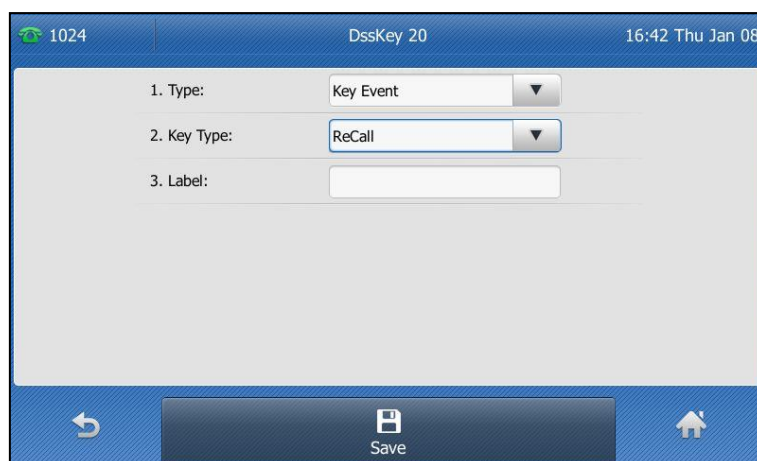 1024 DssKey 20 16:42 Thu Jan 08
1. Type: Key Event
2. Key Type: ReCall
3. Label:
Save